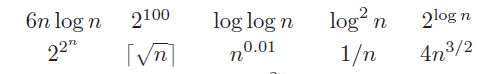 6n log n 2^100 log log n log^2 n 2^log n
2^2^n ⌈√n⌉ n^0.01 1/n 4n^3/2